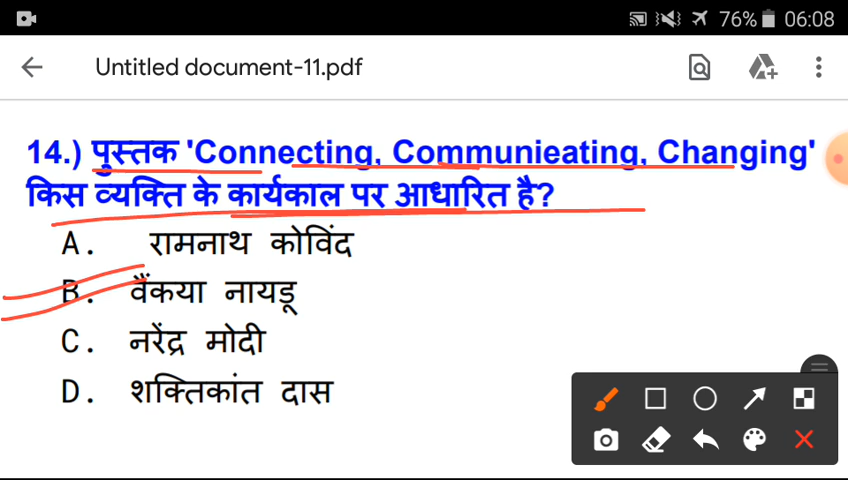 76% 06:08
Untitled document-11.pdf
14.) पुस्तक 'Connecting, Communieating, Changing'
किस व्यक्ति के कार्यकाल पर आधारित है?
A. रामनाथ कोविंद
B. वैंकया नायडू
C. नरेंद्र मोदी
D. शक्तिकांत दास